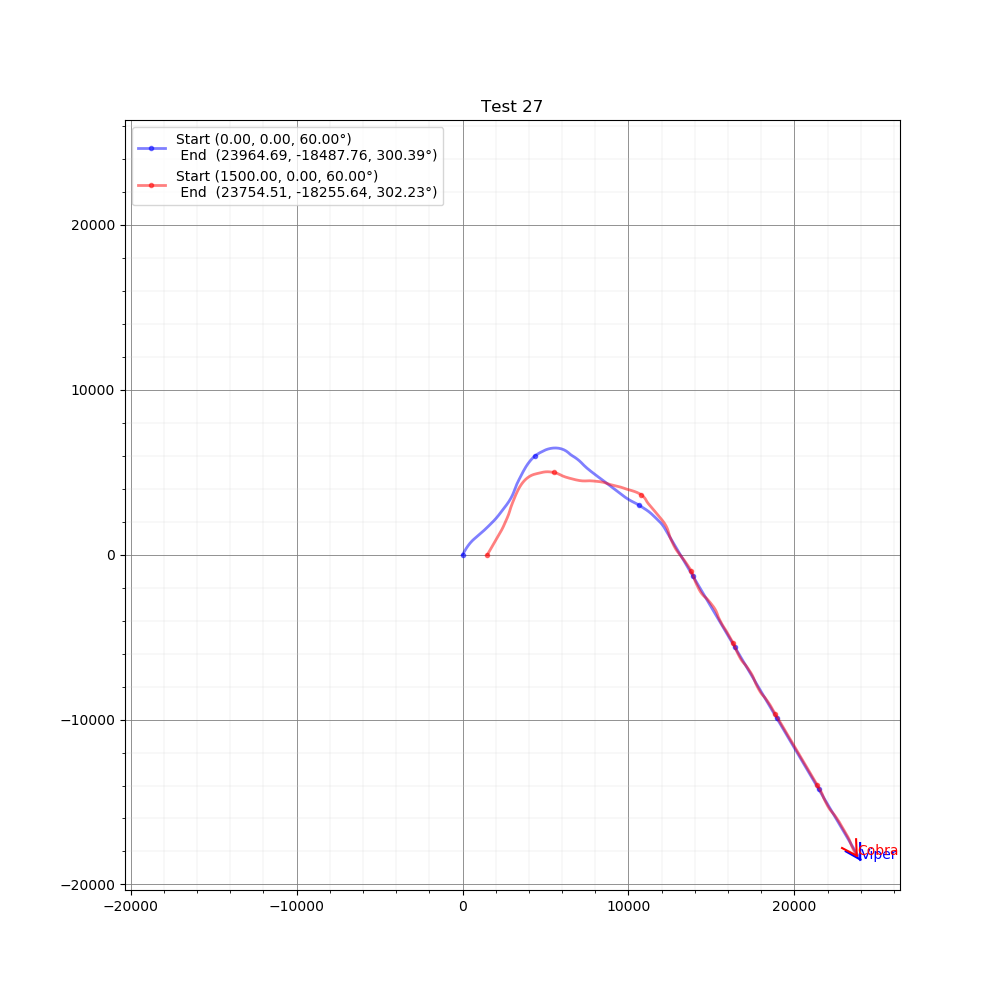 Test 27
Start (0.00, 0.00, 60.00°)
End (23964.69, -18487.76, 300.39°)
Start (1500.00, 0.00, 60.00°)
End (23754.51, -18255.64, 302.23°)
20000
10000
0
−10000
−20000
Cobra
Viper
−20000 −10000 0 10000 20000